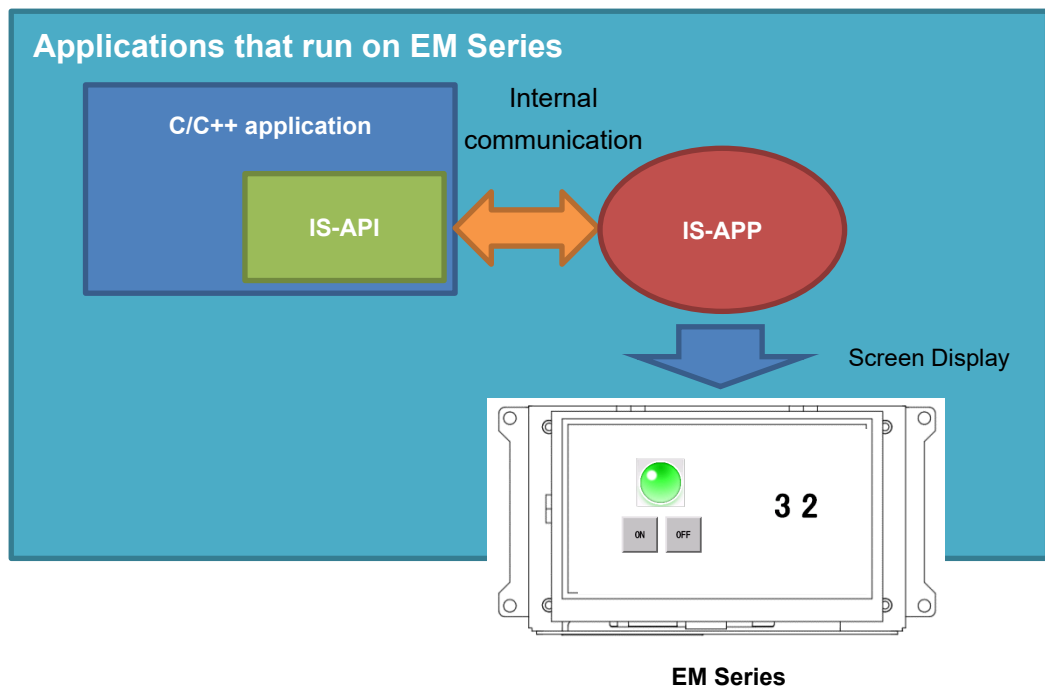 Applications that run on EM Series
C/C++ application
IS-API
Internal
communication
IS-APP
Screen Display
ON
OFF
3 2
EM Series